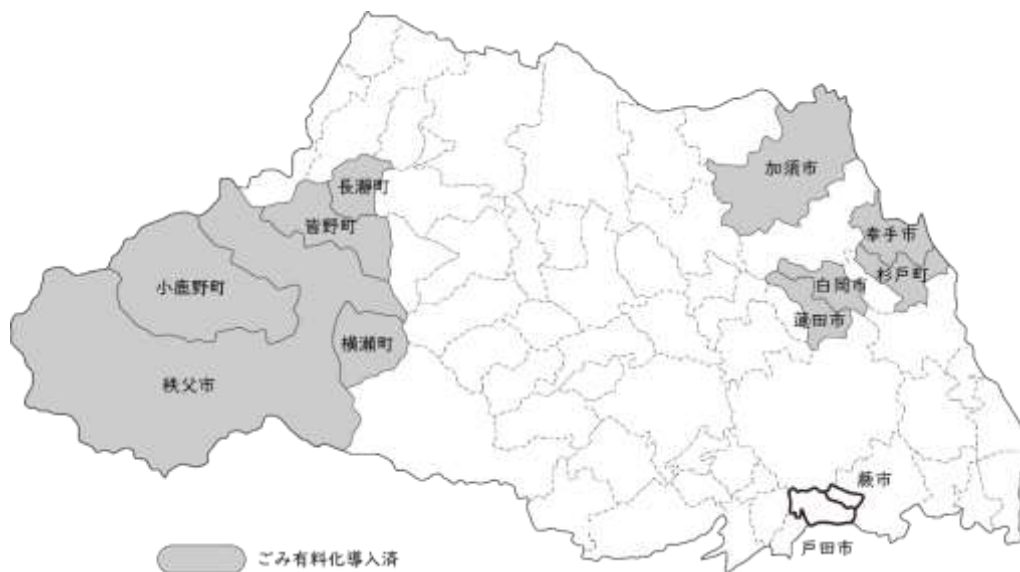 加須市
長瀞町
幸手市
皆野町
杉戸町
白岡市
小鹿野町
蓮田市
横瀬町
秩父市
蕨市
戸田市
ごみ有料化導入済